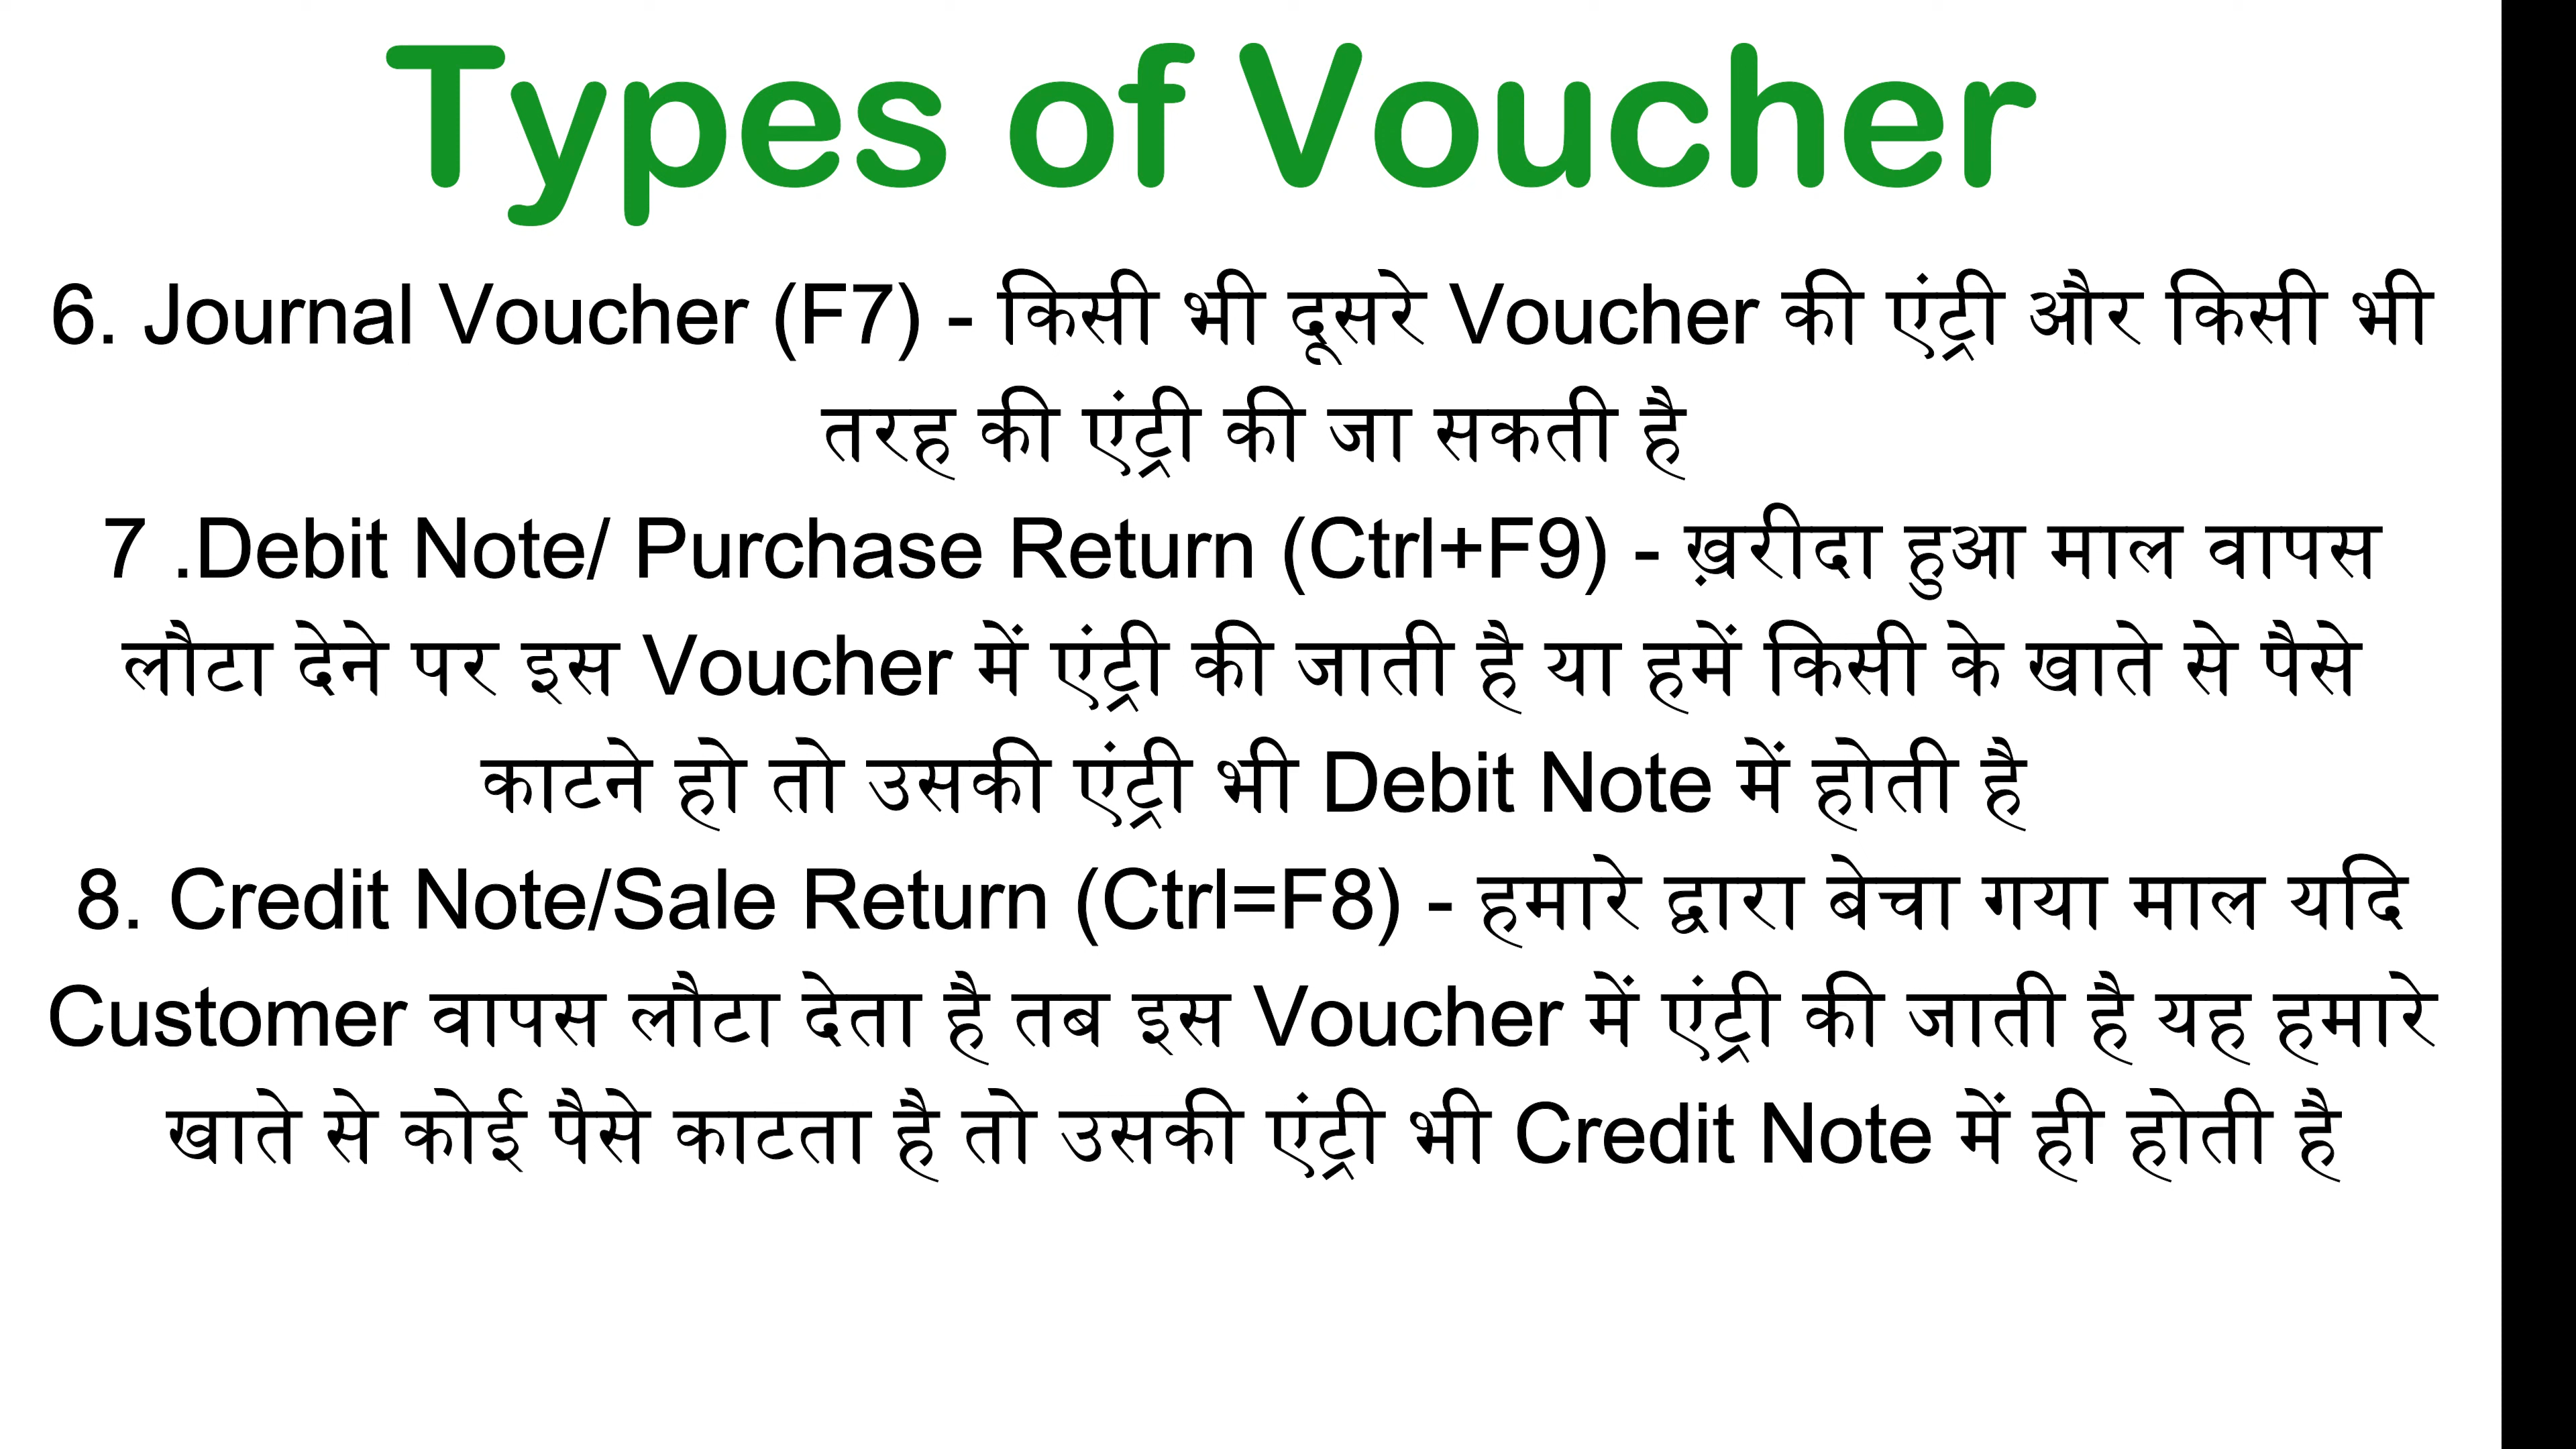 Types of Voucher
6. Journal Voucher (F7) - किसी भी दूसरे Voucher की एंट्री और किसी भी
तरह की एंट्री की जा सकती है
7 .Debit Note/ Purchase Return (Ctrl+F9) - ख़रीदा हुआ माल वापस
लौटा देने पर इस Voucher में एंट्री की जाती है या हमें किसी के खाते से पैसे
काटने हो तो उसकी एंट्री भी Debit Note में होती है
8. Credit Note/Sale Return (Ctrl=F8) - हमारे द्वारा बेचा गया माल यदि
Customer वापस लौटा देता है तब इस Voucher में एंट्री की जाती है यह हमारे
खाते से कोई पैसे काटता है तो उसकी एंट्री भी Credit Note में ही होती है